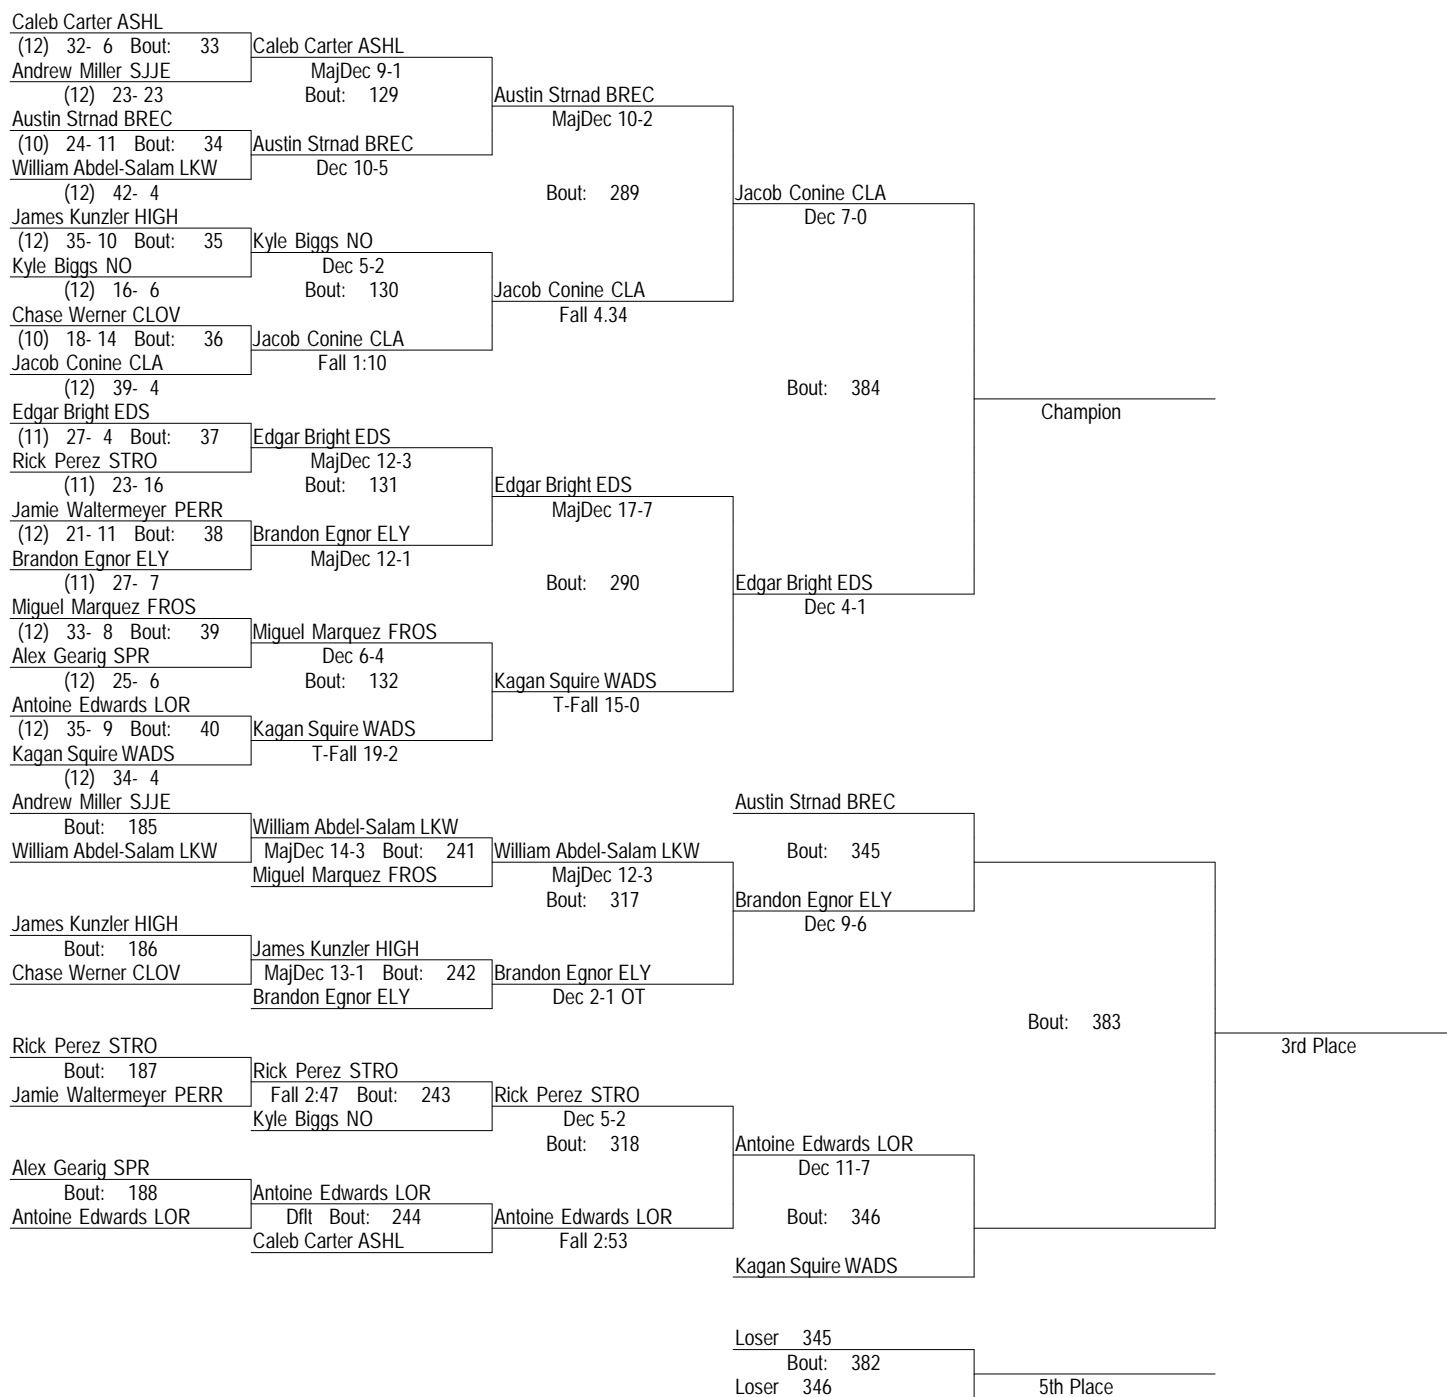 Caleb Carter ASHL
(12) 32- 6 Bout: 33 Caleb Carter ASHL
Andrew Miller SJJE MajDec 9-1
(12) 23- 23 Bout: 129 Austin Strnad BREC
Austin Strnad BREC MajDec 10-2
(10) 24- 11 Bout: 34 Austin Strnad BREC
William Abdel-Salam LKW Dec 10-5
(12) 42- 4 Bout: 289 Jacob Conine CLA
James Kunzler HIGH Dec 7-0
(12) 35- 10 Bout: 35 Kyle Biggs NO
Kyle Biggs NO Dec 5-2
(12) 16- 6 Bout: 130 Jacob Conine CLA
Chase Werner CLOV Fall 4.34
(10) 18- 14 Bout: 36 Jacob Conine CLA
Jacob Conine CLA Fall 1:10
(12) 39- 4 Bout: 384
Edgar Bright EDS Champion
(11) 27- 4 Bout: 37 Edgar Bright EDS
Rick Perez STRO MajDec 12-3
(11) 23- 16 Bout: 131 Edgar Bright EDS
Jamie Waltermeyer PERR MajDec 17-7
(12) 21- 11 Bout: 38 Brandon Egnor ELY
Brandon Egnor ELY MajDec 12-1
(11) 27- 7 Bout: 290 Edgar Bright EDS
Miguel Marquez FROS Dec 4-1
(12) 33- 8 Bout: 39 Miguel Marquez FROS
Alex Gearig SPR Dec 6-4
(12) 25- 6 Bout: 132 Kagan Squire WADS
Antoine Edwards LOR T-Fall 15-0
(12) 35- 9 Bout: 40 Kagan Squire WADS
Kagan Squire WADS T-Fall 19-2
(12) 34- 4
Andrew Miller SJJE Austin Strnad BREC
Bout: 185 William Abdel-Salam LKW
William Abdel-Salam LKW MajDec 14-3 Bout: 241 William Abdel-Salam LKW Bout: 345
Miguel Marquez FROS MajDec 12-3
Bout: 317 Brandon Egnor ELY
James Kunzler HIGH Dec 9-6
Bout: 186 James Kunzler HIGH
Chase Werner CLOV MajDec 13-1 Bout: 242 Brandon Egnor ELY
Brandon Egnor ELY Dec 2-1 OT
Bout: 383
Rick Perez STRO 3rd Place
Bout: 187 Rick Perez STRO
Jamie Waltermeyer PERR Fall 2:47 Bout: 243 Rick Perez STRO
Kyle Biggs NO Dec 5-2
Bout: 318 Antoine Edwards LOR
Alex Gearig SPR Dec 11-7
Bout: 188 Antoine Edwards LOR
Antoine Edwards LOR Dflt Bout: 244 Antoine Edwards LOR Bout: 346
Caleb Carter ASHL Fall 2:53
Kagan Squire WADS
Loser 345
Bout: 382
Loser 346 5th Place